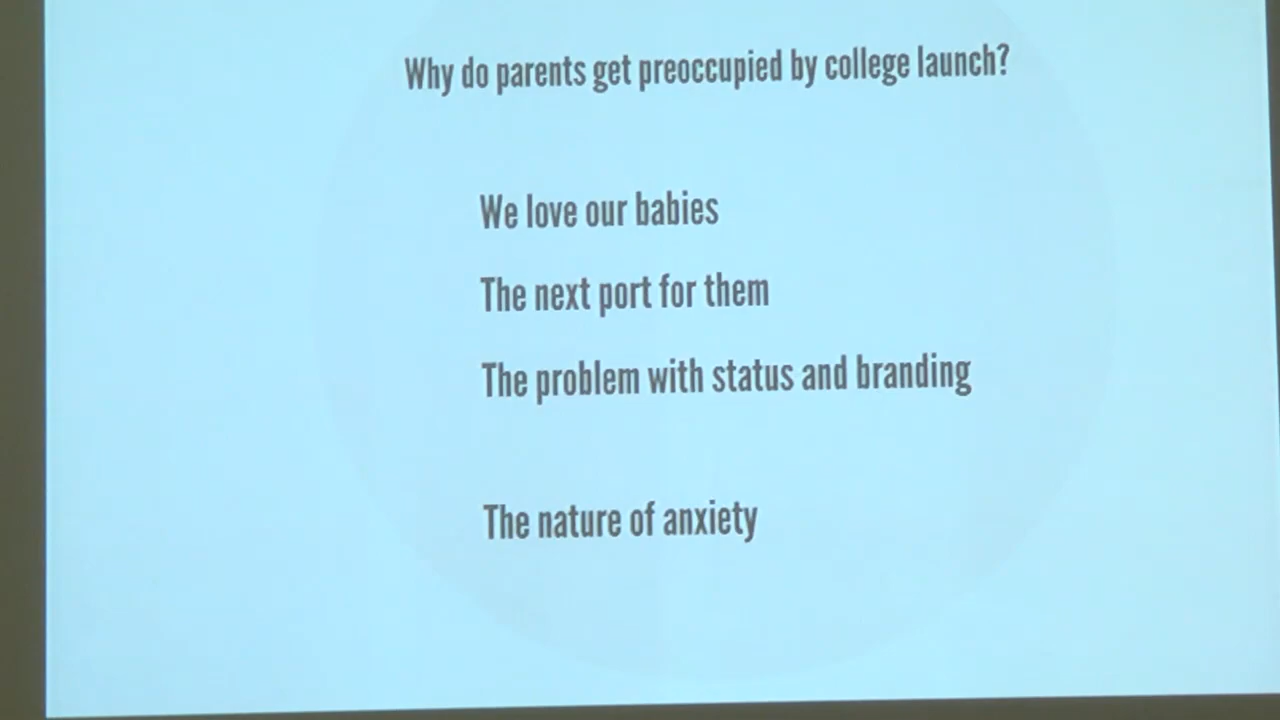 Why do parents get preoccupied by college launch?
We love our babies
The next port for them
The problem with status and branding
The nature of anxiety